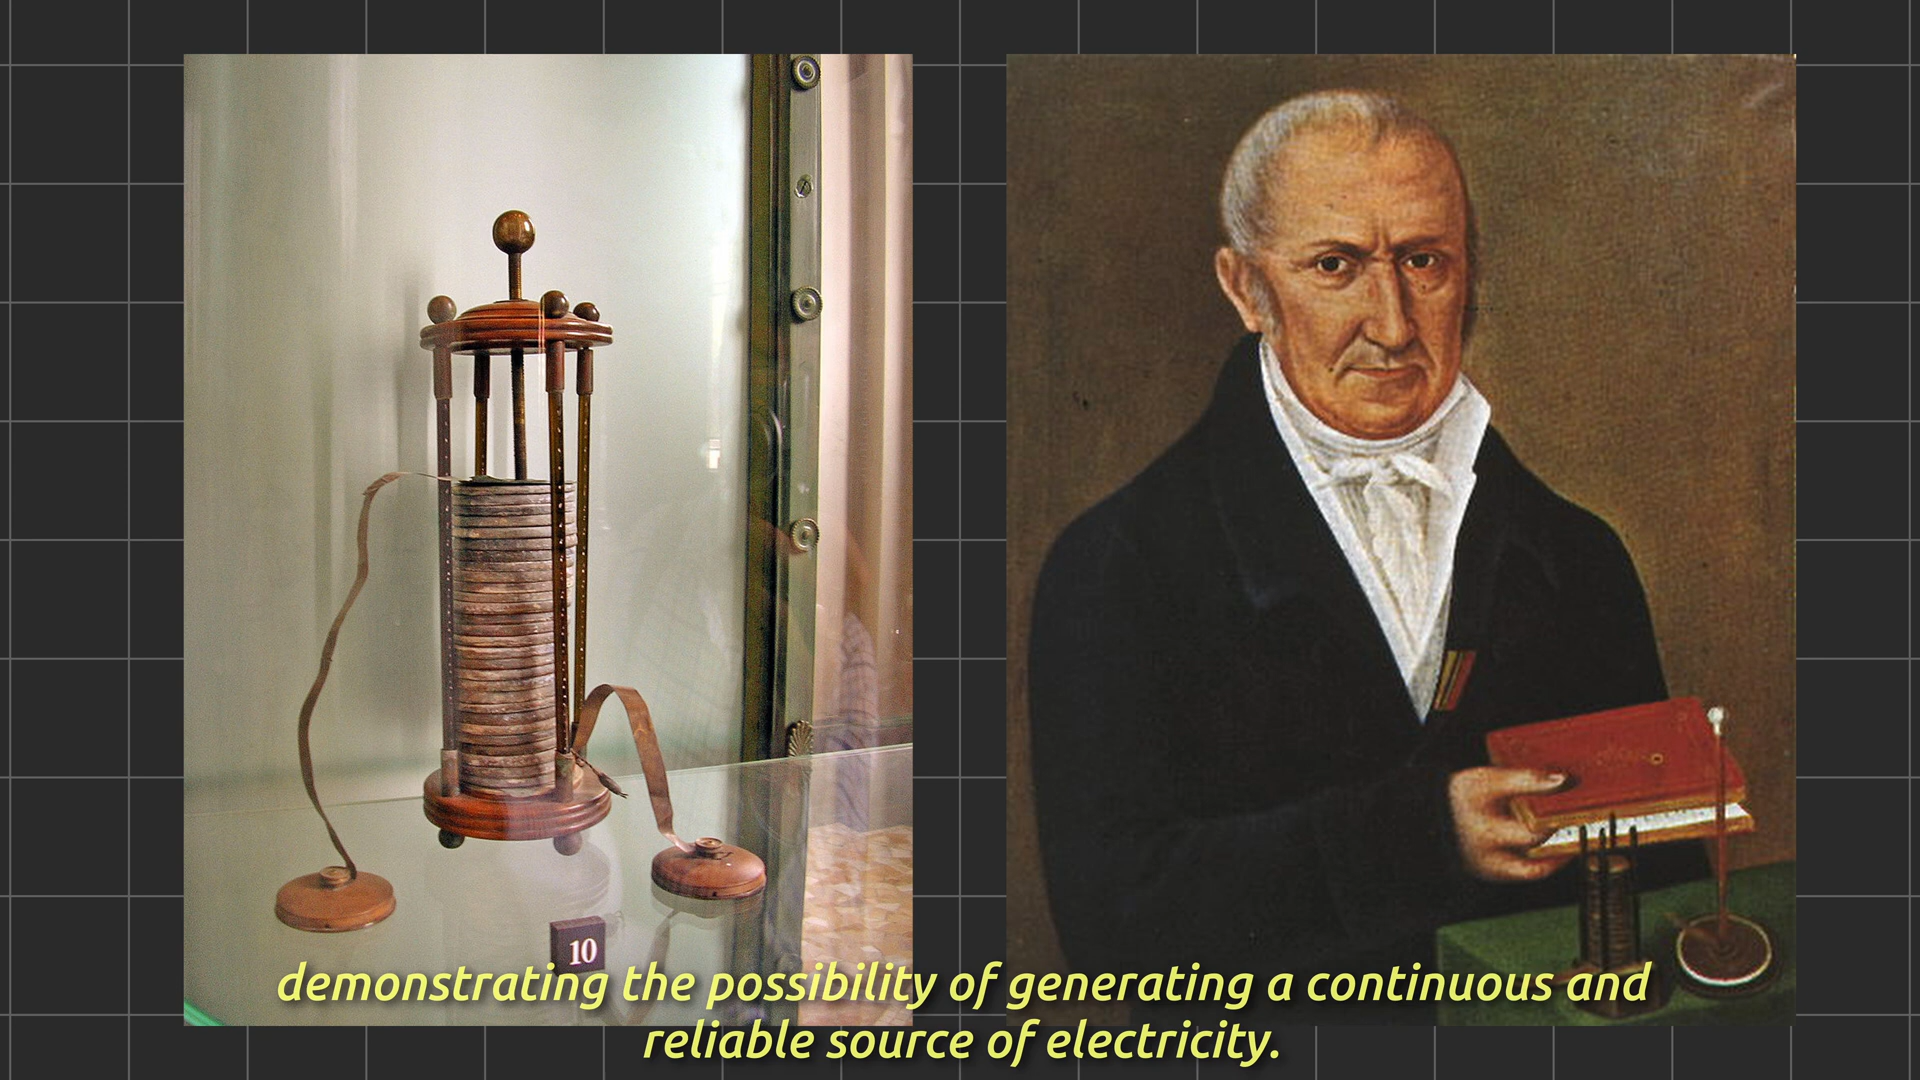 10
demonstrating the possibility of generating a continuous and
reliable source of electricity.